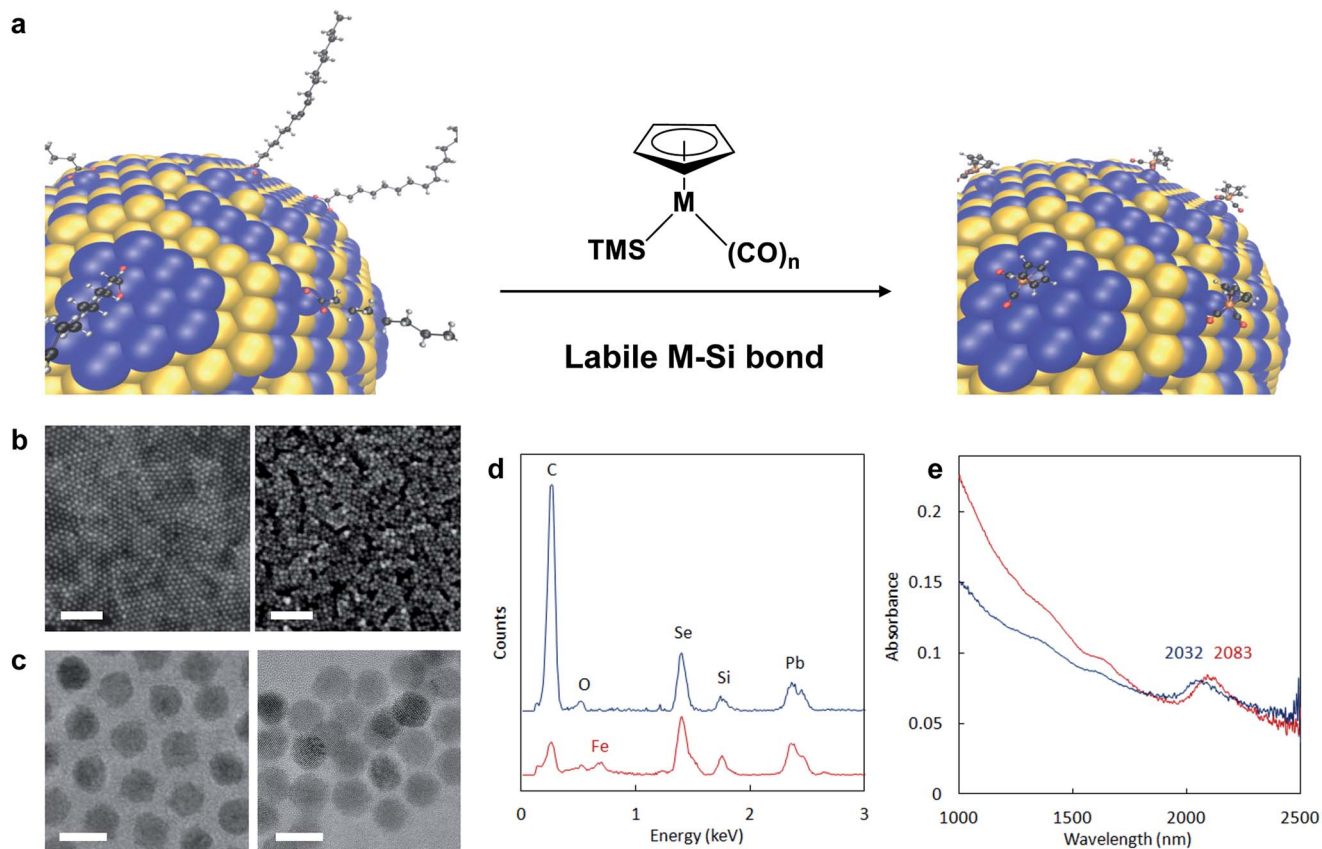 a
M
TMS
(CO)n
Labile M-Si bond
b
c
d
C
O
Se
Si
Pb
Fe
Counts
0
1
2
3
Energy (keV)
e
0.2
0.15
0.1
0.05
0
Absorbance
2032 2083
1000
1500
2000
2500
Wavelength (nm)